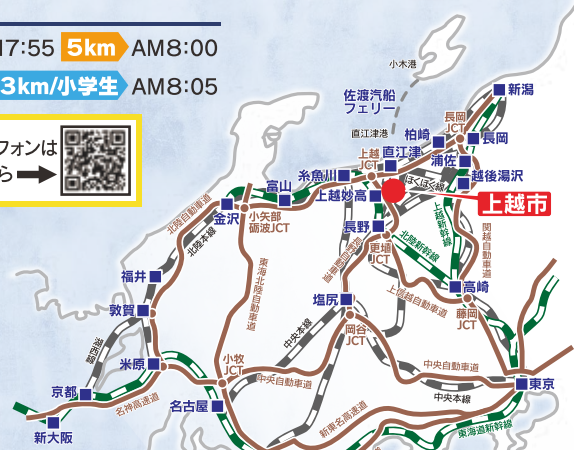 17:55 5km AM8:00
3km/小学生 AM8:05
フォンは
ら
小木港
佐渡汽船
フェリー
直江津港
新潟
長岡
JCT
柏崎
長岡
上越
JCT
直江津
浦佐
ほくほく線
越後湯沢
糸魚川
上越妙高
上越市
富山
金沢
小矢部
砺波JCT
北陸自動車道
北陸本線
長野
更埴
JCT
北陸新幹線
上越新幹線
関越自動車道
長野自動車道
東海北陸自動車道
福井
敦賀
塩尻
岡谷
JCT
上信越自動車道
高崎
藤岡
JCT
湖西線
米原
小牧
JCT
中央本線
中央自動車道
中央自動車道
中央本線
東京
京都
名神高速道
名古屋
新東名高速道
東海道新幹線
新大阪